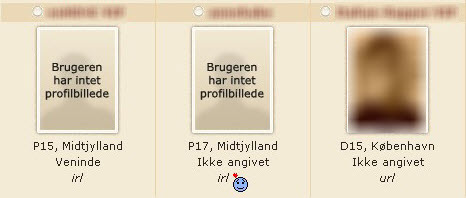 Brugeren
har intet
profilbillede
P15, Midtjylland
Veninde
irl
Brugeren
har intet
profilbillede
P17, Midtjylland
Ikke angivet
irl
D15, København
Ikke angivet
url